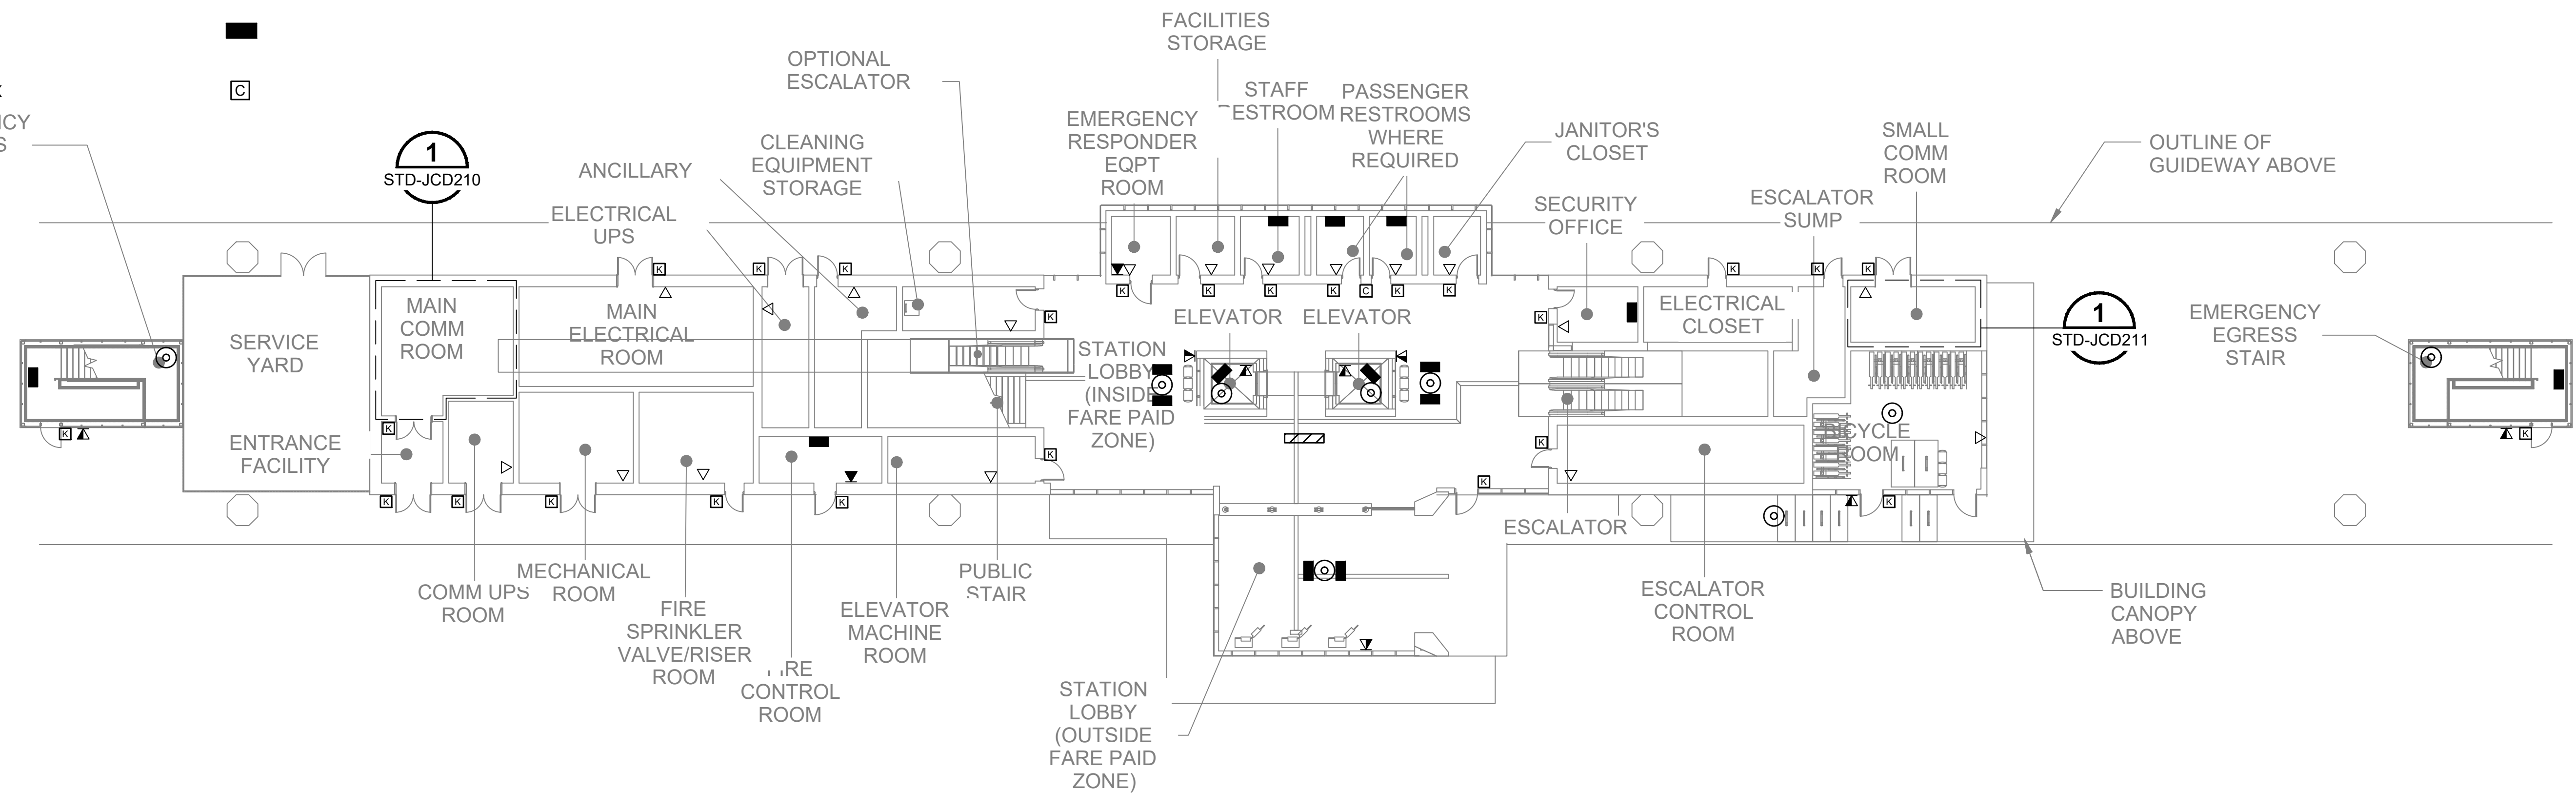 FACILITIES
STORAGE
OPTIONAL
ESCALATOR
C
STAFF
PASSENGER
RESTROOMS
WHERE
REQUIRED
EMERGENCY
RESPONDER
EQPT
ROOM
JANITOR'S
CLOSET
SMALL
COMM
ROOM
OUTLINE OF
GUIDEWAY ABOVE
1
STD-JCD210
ANCILLARY
CLEANING
EQUIPMENT
STORAGE
ELECTRICAL
UPS
SECURITY
OFFICE
ESCALATOR
SUMP
K
K
K
K
K
K
K
K
K
K
K
C
K
K
K
K
K
MAIN
COMM
ROOM
MAIN
ELECTRICAL
ROOM
SERVICE
YARD
ELEVATOR
ELEVATOR
ELECTRICAL
CLOSET
1
STD-JCD211
EMERGENCY
EGRESS
STAIR
STATION
LOBBY
(INSIDE
FARE PAID
ZONE)
ENTRANCE
FACILITY
BICYCLE
ROOM
K
K
K
K
K
K
K
K
K
K
K
K
ESCALATOR
COMM UPS
ROOM
MECHANICAL
ROOM
FIRE
SPRINKLER
VALVE/RISER
ROOM
FIRE
CONTROL
ROOM
ELEVATOR
MACHINE
ROOM
PUBLIC
STAIR
ESCALATOR
CONTROL
ROOM
BUILDING
CANOPY
ABOVE
STATION
LOBBY
(OUTSIDE
FARE PAID
ZONE)